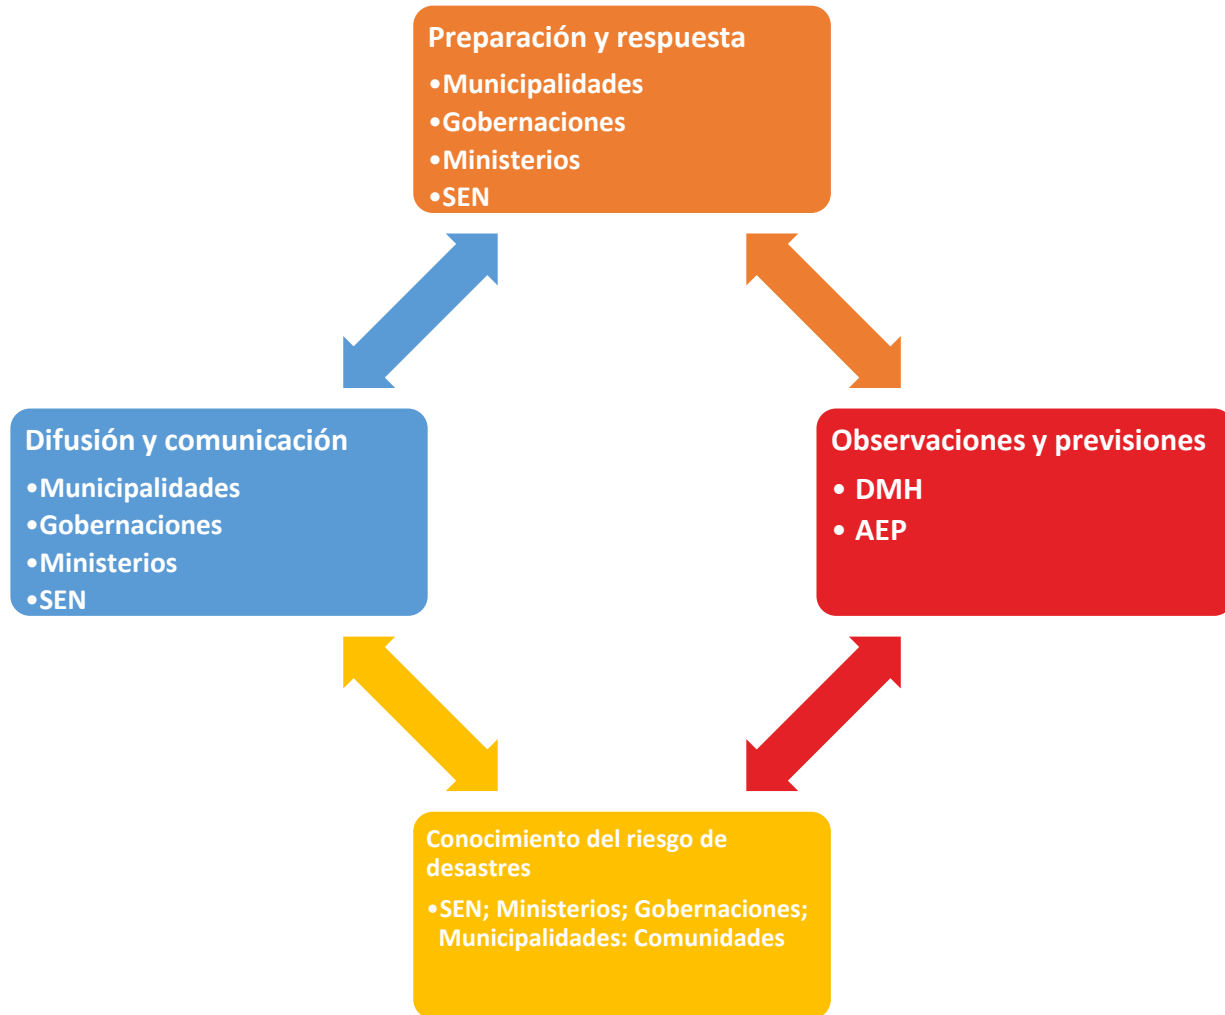 Preparación y respuesta
•Municipalidades
•Gobernaciones
•Ministerios
•SEN
Difusión y comunicación
•Municipalidades
•Gobernaciones
•Ministerios
•SEN
Observaciones y previsiones
• DMH
• AEP
Conocimiento del riesgo de
desastres
•SEN; Ministerios; Gobernaciones;
Municipalidades: Comunidades